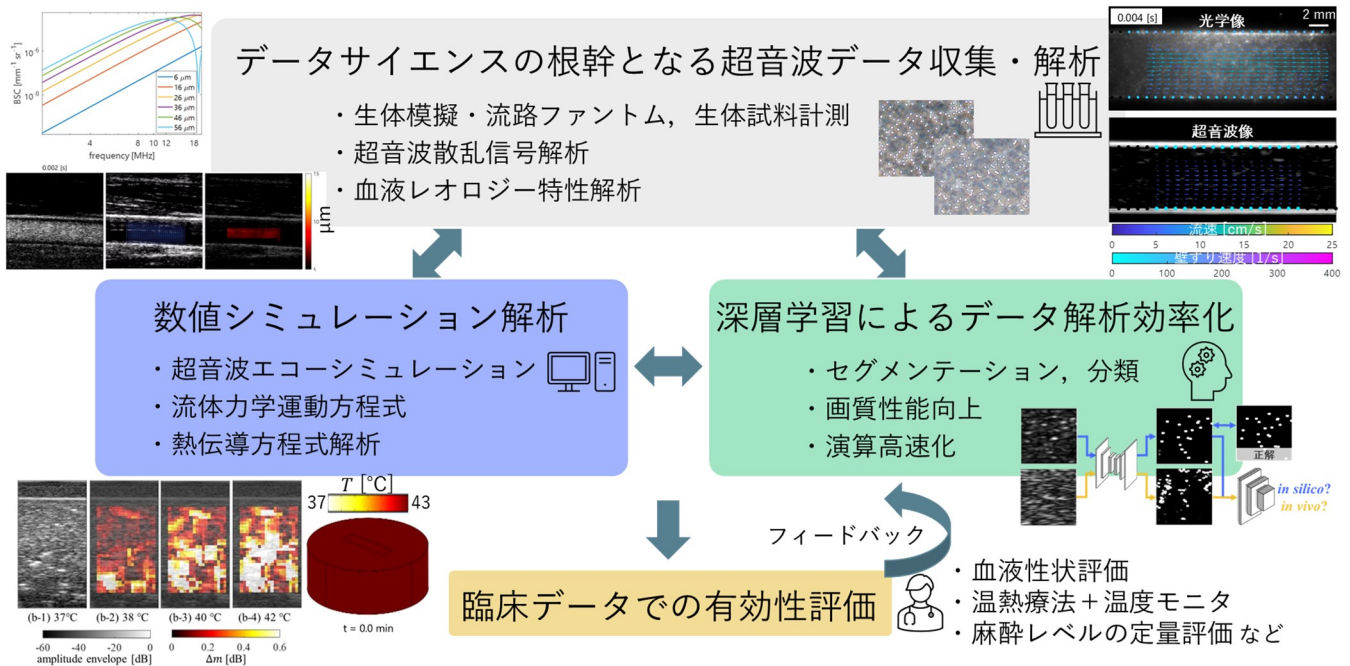 データサイエンスの根幹となる超音波データ収集・解析
・生体模擬・流路ファントム，生体試料計測
・超音波散乱信号解析
・血液レオロジー特性解析
BSC [mm⁻¹ sr⁻¹]
10⁻⁶
10⁻⁸
6 μm
16 μm
26 μm
36 μm
46 μm
56 μm
4 8 10 12 18
frequency [MHz]
0.002 [s]
15
10
5
μm
0.004 [s]
光学像
2 mm
超音波像
流速 [cm/s]
0 5 10 15 20 25
壁ずり速度 [1/s]
0 100 200 300 400
数値シミュレーション解析
・超音波エコーシミュレーション
・流体力学運動方程式
・熱伝導方程式解析
深層学習によるデータ解析効率化
・セグメンテーション，分類
・画質性能向上
・演算高速化
正解
in silico?
in vivo?
T [℃]
37 43
t = 0.0 min
(b-1) 37℃ (b-2) 38 ℃ (b-3) 40 ℃ (b-4) 42 ℃
-60 -40 -20 0
amplitude envelope [dB]
0 0.2 0.4 0.6
Δm [dB]
フィードバック
臨床データでの有効性評価
・血液性状評価
・温熱療法＋温度モニタ
・麻酔レベルの定量評価 など